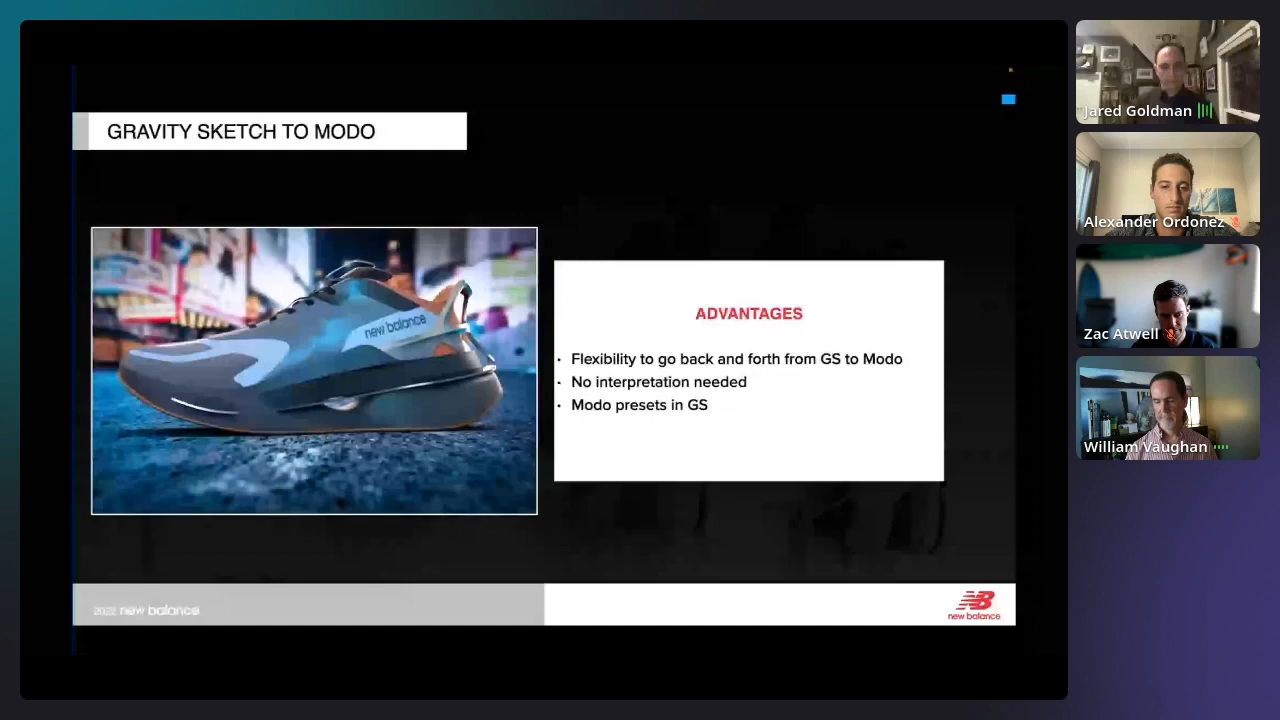 GRAVITY SKETCH TO MODO
new balance
ADVANTAGES
· Flexibility to go back and forth from GS to Modo
· No interpretation needed
· Modo presets in GS
2022 new balance
NB
new balance
Jared Goldman
Alexander Ordonez
Zac Atwell
William Vaughan